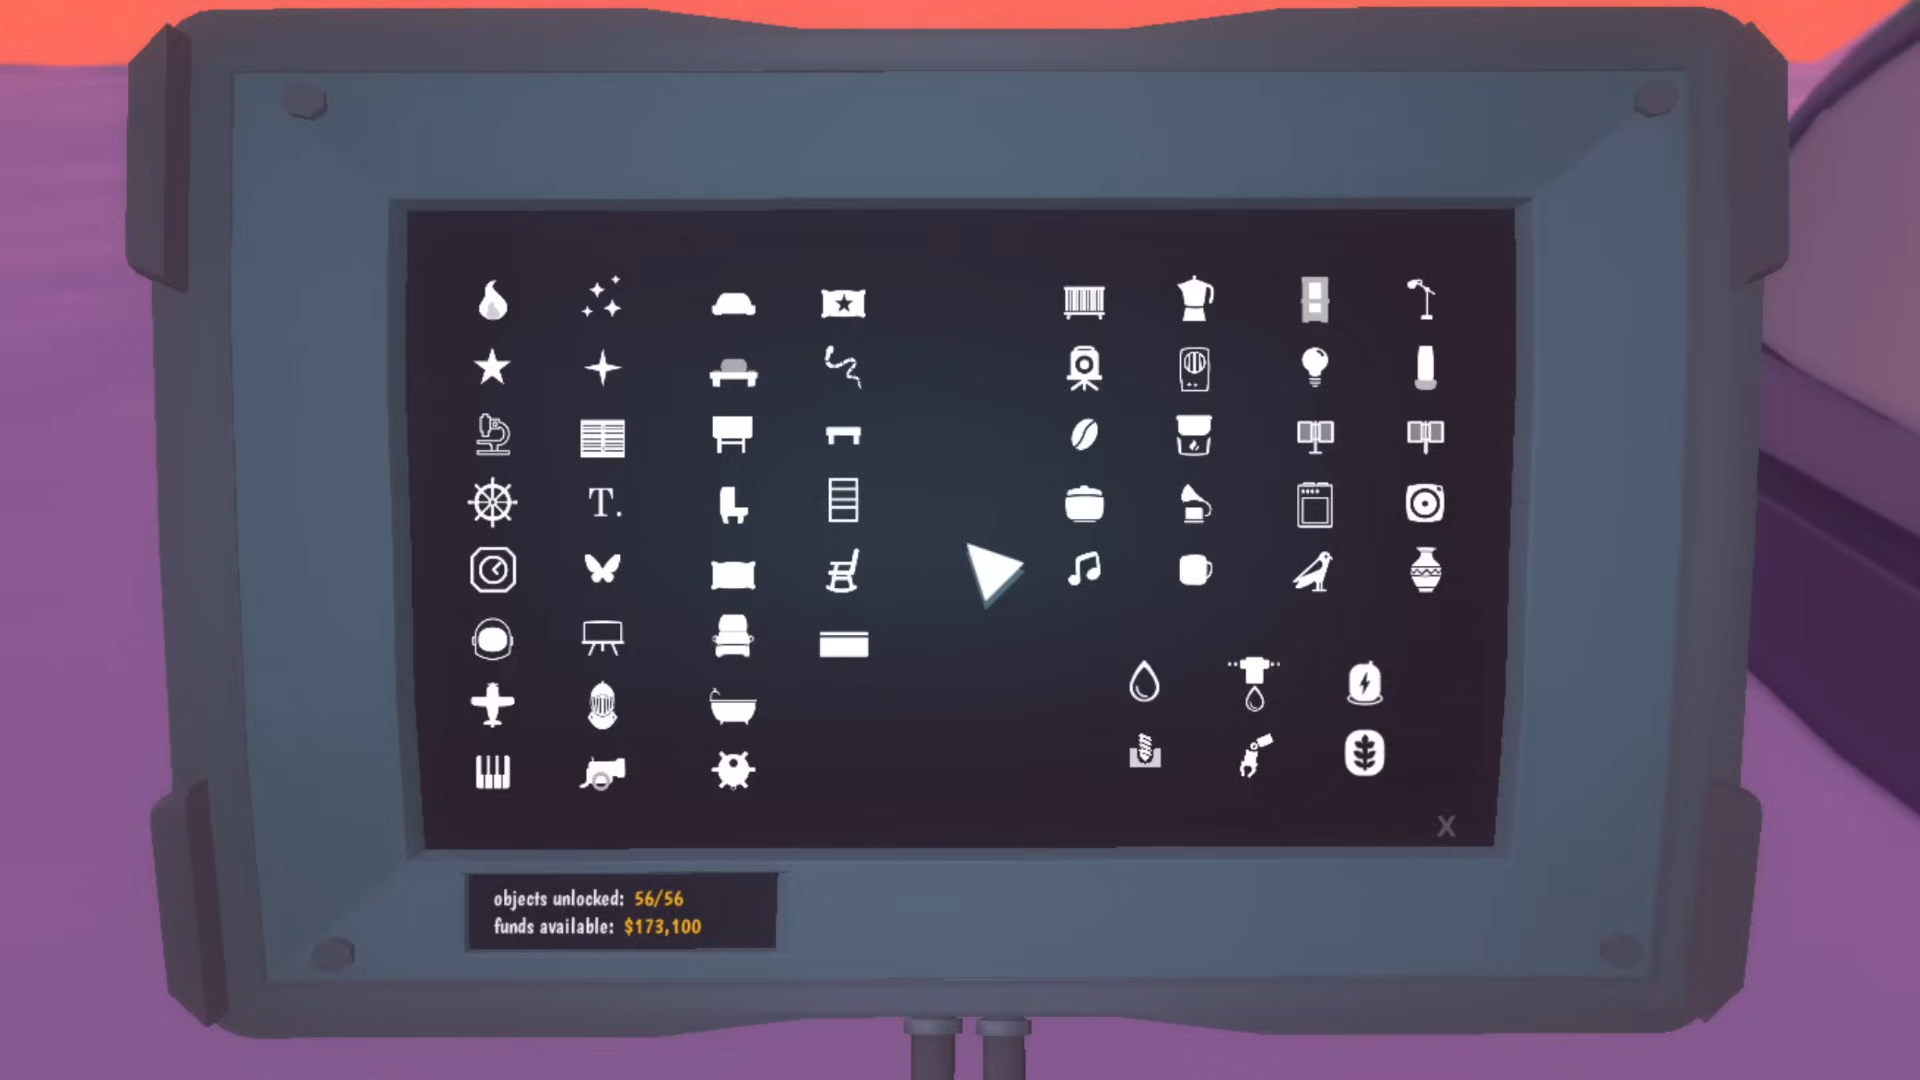 T.
X
objects unlocked: 56/56
funds available: $173,100